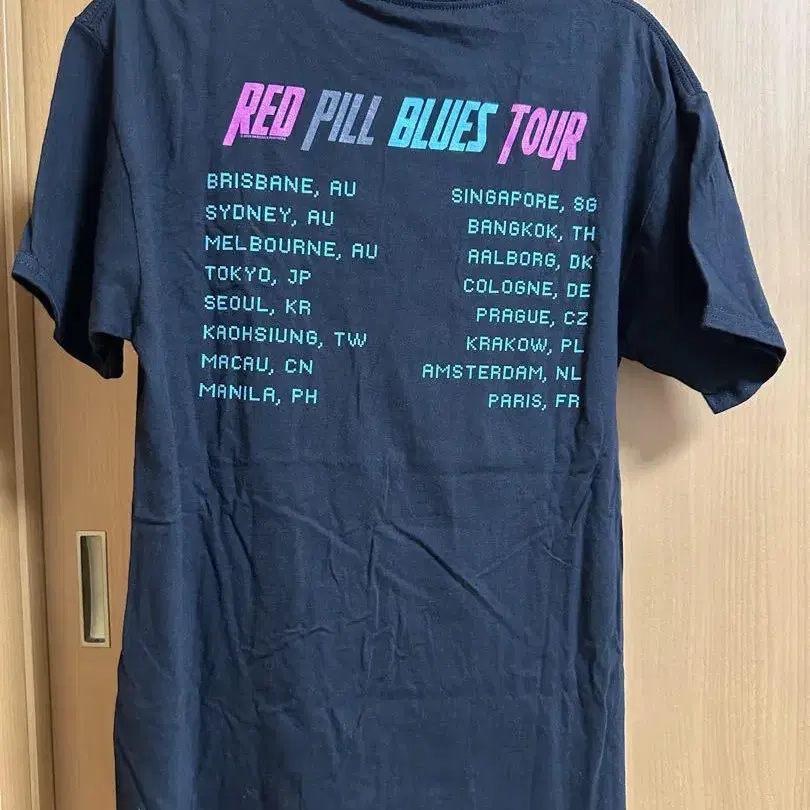 RED PILL BLUES TOUR
BRISBANE, AU
SYDNEY, AU
MELBOURNE, AU
TOKYO, JP
SEOUL, KR
KAOHSIUNG, TW
MACAU, CN
MANILA, PH
SINGAPORE, SG
BANGKOK, TH
AALBORG, DK
COLOGNE, DE
PRAGUE, CZ
KRAKOW, PL
AMSTERDAM, NL
PARIS, FR